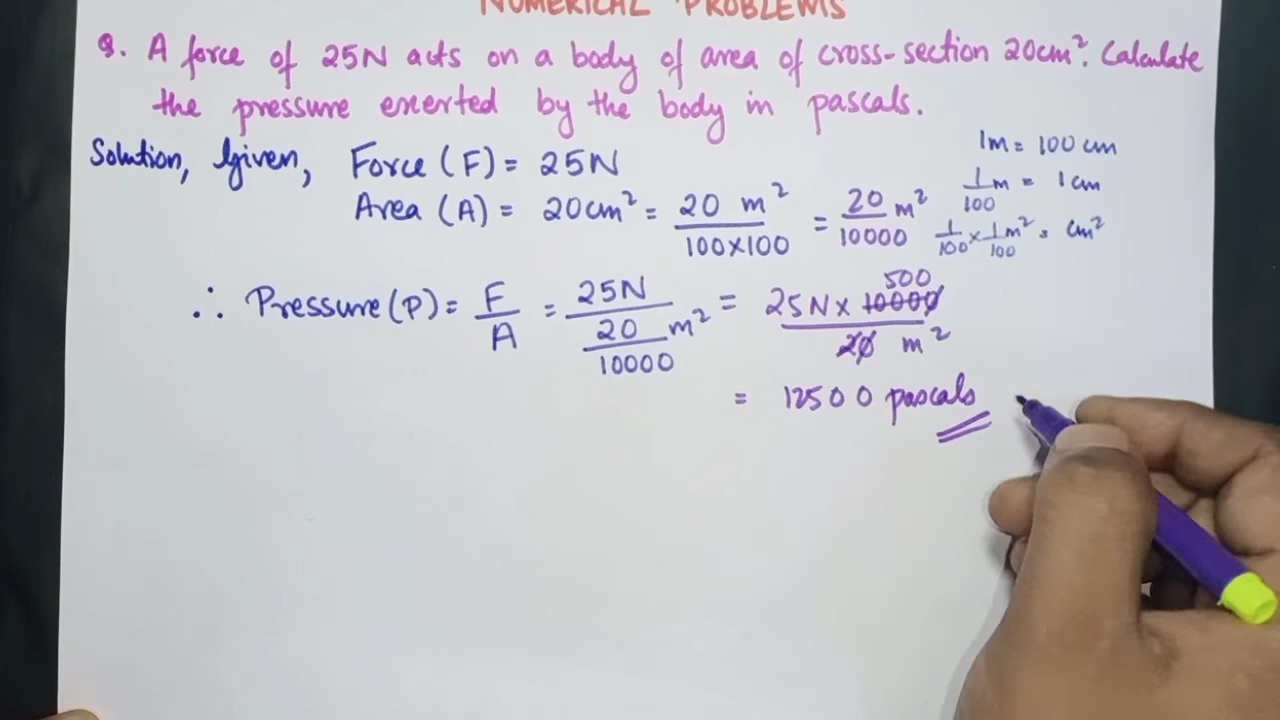 NUMERICAL PROBLEMS
Q. A force of 25N acts on a body of area of cross-section 20cm². Calculate
the pressure exerted by the body in pascals.
Solution, Given, Force (F) = 25N
1m = 100 cm
1/100 m = 1 cm
1/100 × 1/100 m² = cm²
Area (A) = 20cm² = 20 m²/100×100 = 20/10000 m²
∴ Pressure (P) = F/A = 25N / 20/10000 m² = 25N × 10000 / 20 m²
500
= 12500 pascals